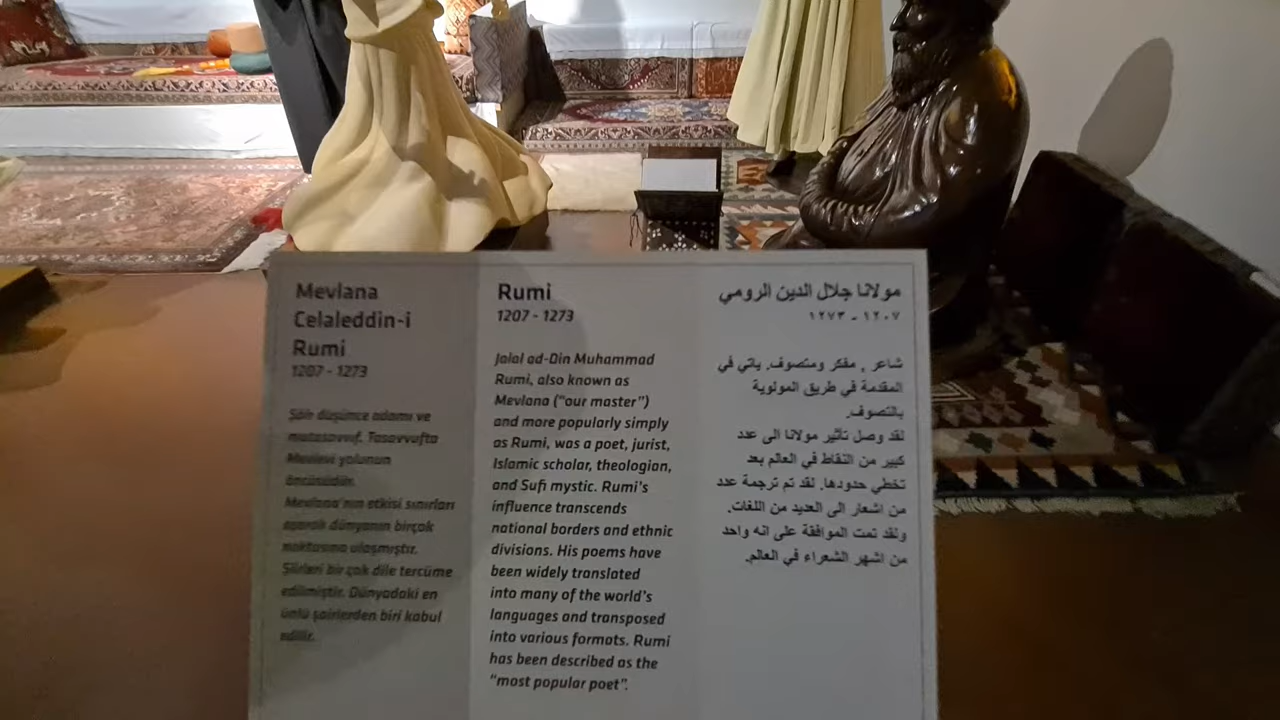 Mevlana
Celaleddin-i
Rumi
1207 - 1273
Şair düşünce adamı ve
mutasavvıf. Tasavvufta
Mevlevi yolunun
öncüsüdür.
Mevlana'nın etkisi sınırları
aşarak dünyanın birçok
noktasına ulaşmıştır.
Şiirleri bir çok dile tercüme
edilmiştir. Dünyadaki en
ünlü şairlerden biri kabul
edilir.
Rumi
1207 - 1273
Jalal ad-Din Muhammad
Rumi, also known as
Mevlana ("our master")
and more popularly simply
as Rumi, was a poet, jurist,
Islamic scholar, theologian,
and Sufi mystic. Rumi's
influence transcends
national borders and ethnic
divisions. His poems have
been widely translated
into many of the world's
languages and transposed
into various formats. Rumi
has been described as the
"most popular poet".
مولانا جلال الدين الرومي
١٢٠٧ - ١٢٧٣
شاعر , مفكر ومتصوف. ياتي في
المقدمة في طريق المولوية
بالتصوف.
لقد وصل تأثير مولانا الى عدد
كبير من النقاط في العالم بعد
تخطي حدودها. لقد تم ترجمة عدد
من اشعار الى العديد من اللغات.
ولقد تمت الموافقة على انه واحد
من اشهر الشعراء في العالم.